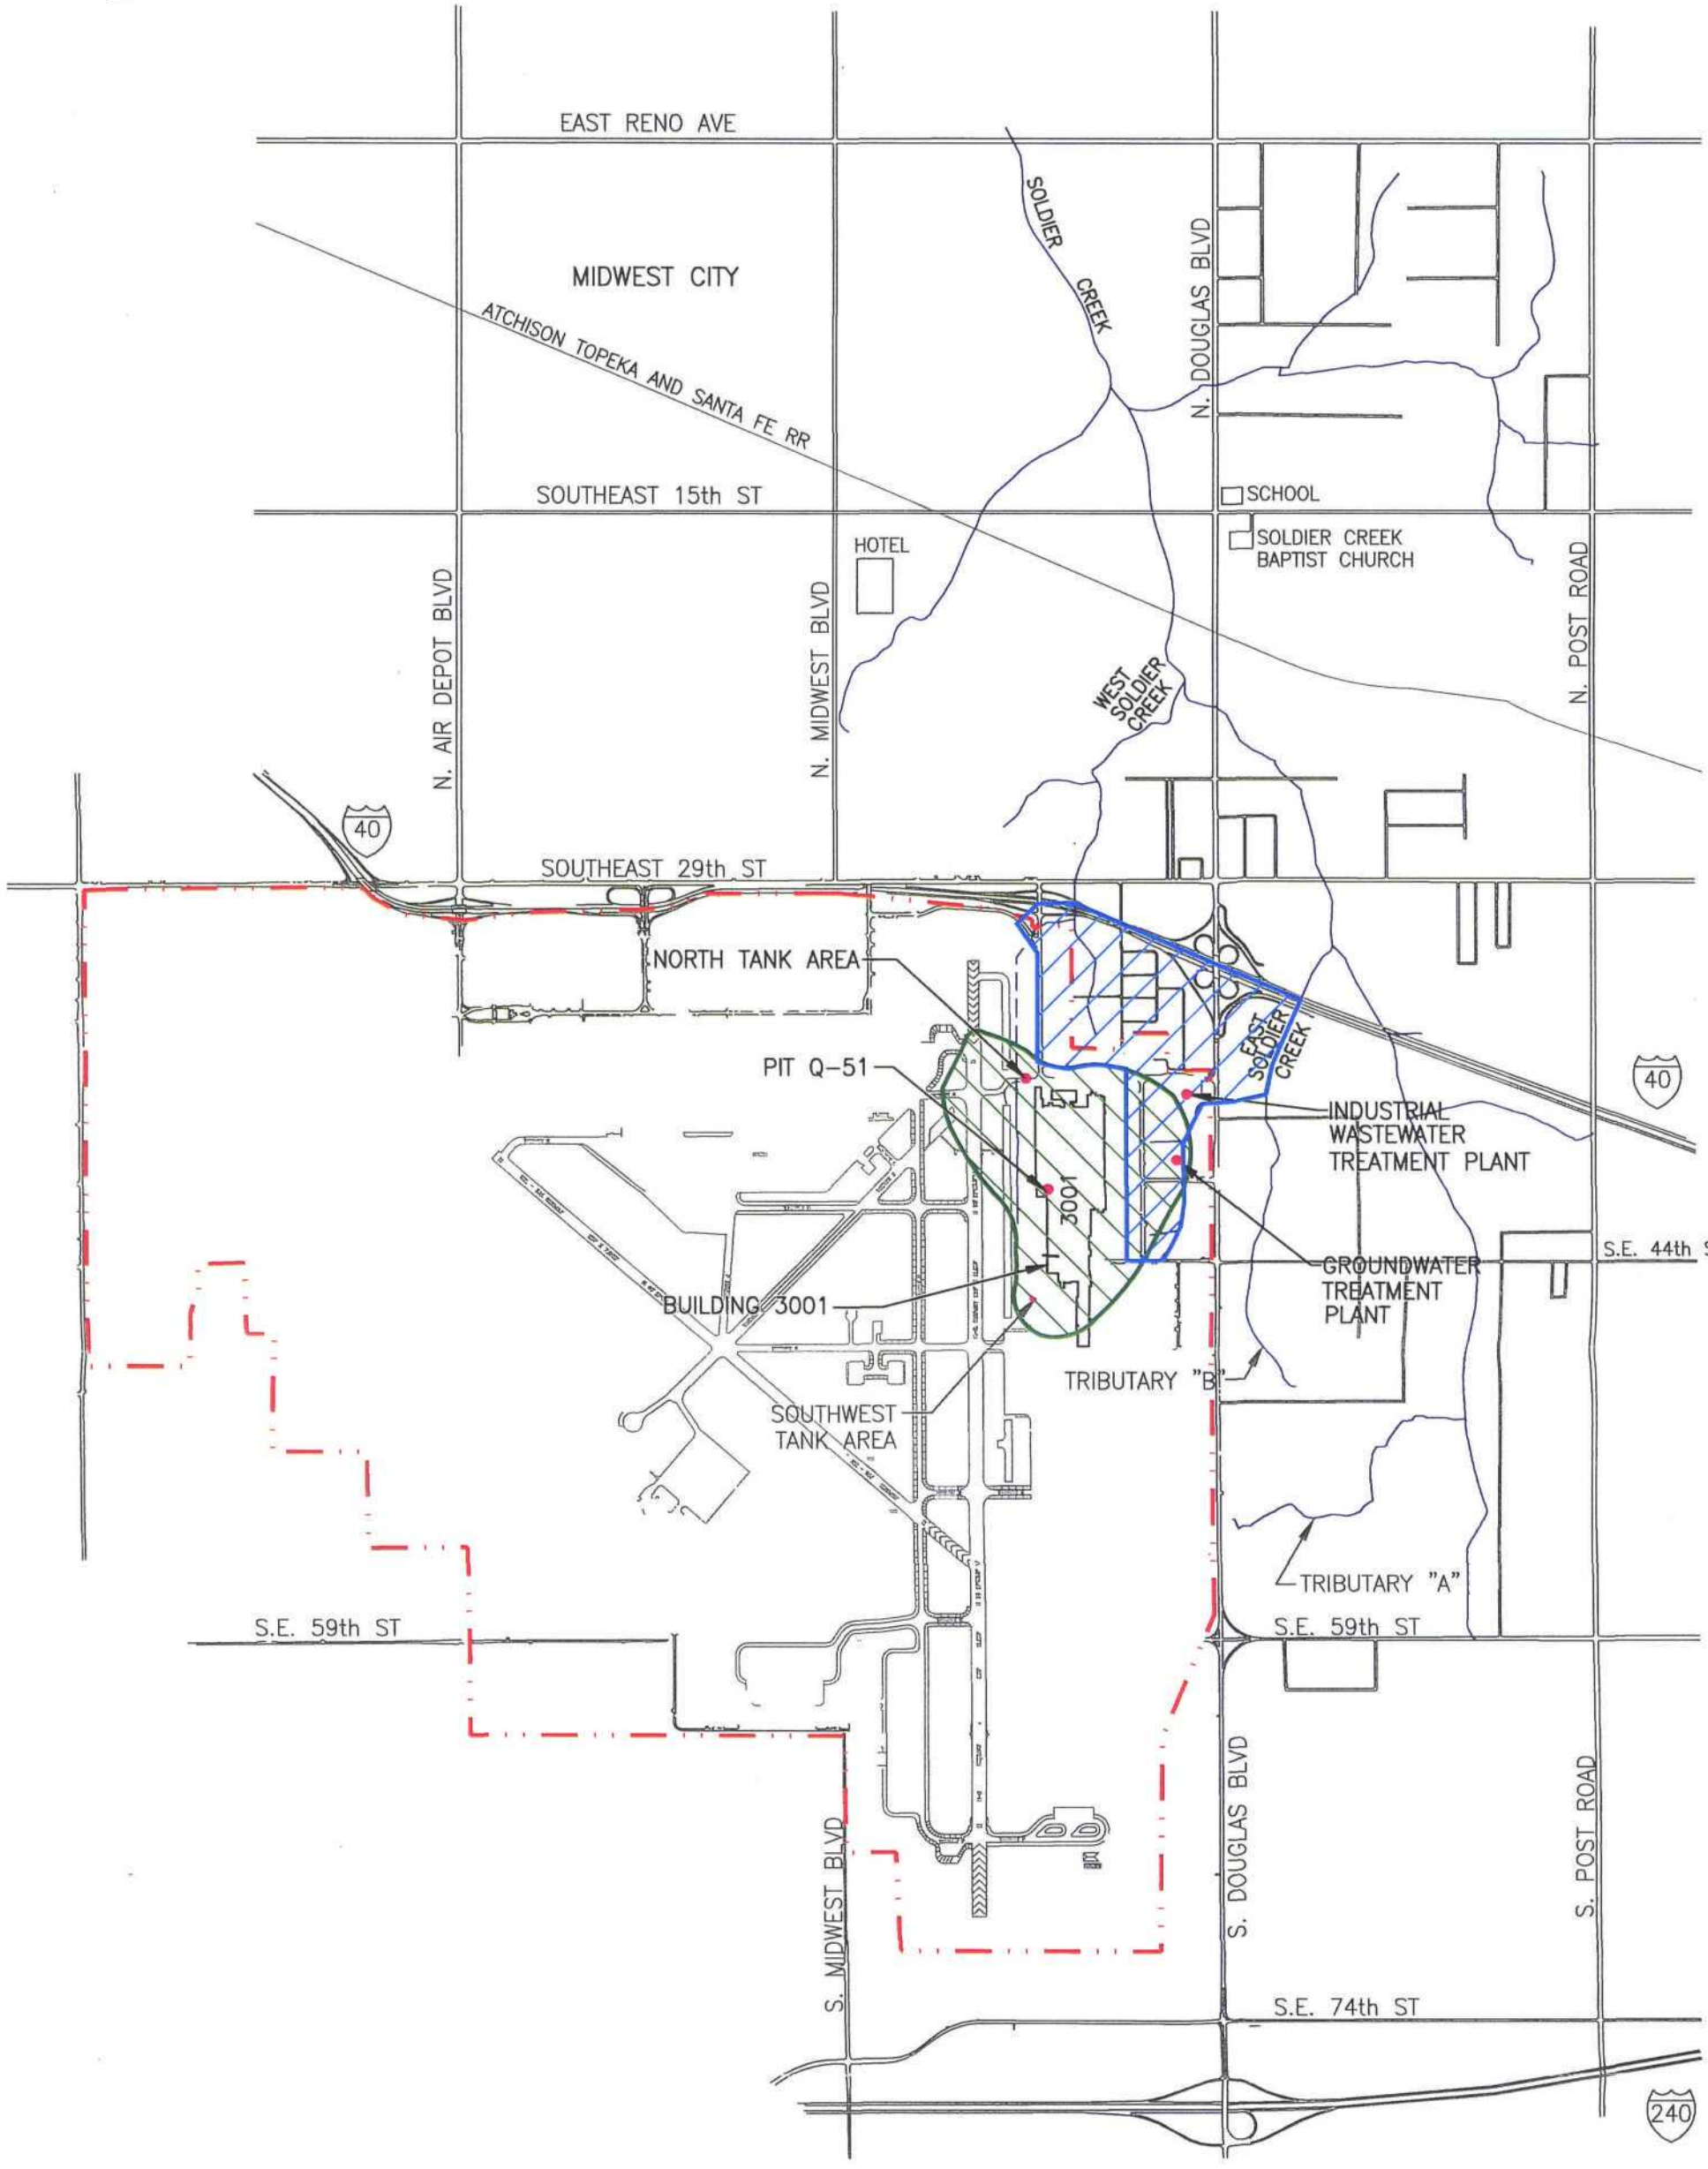 EAST RENO AVE
SOLDIER
CREEK
N. DOUGLAS BLVD
MIDWEST CITY
ATCHISON TOPEKA AND SANTA FE RR
SOUTHEAST 15th ST
SCHOOL
SOLDIER CREEK
BAPTIST CHURCH
HOTEL
N. AIR DEPOT BLVD
N. MIDWEST BLVD
N. POST ROAD
WEST
SOLDIER
CREEK
40
SOUTHEAST 29th ST
NORTH TANK AREA
EAST
SOLDIER
CREEK
PIT Q-51
40
INDUSTRIAL
WASTEWATER
TREATMENT PLANT
3001
S.E. 44th S
GROUNDWATER
TREATMENT
PLANT
BUILDING 3001
TRIBUTARY "B"
SOUTHWEST
TANK AREA
TRIBUTARY "A"
S.E. 59th ST
S.E. 59th ST
S. MIDWEST BLVD
S. DOUGLAS BLVD
S. POST ROAD
S.E. 74th ST
240